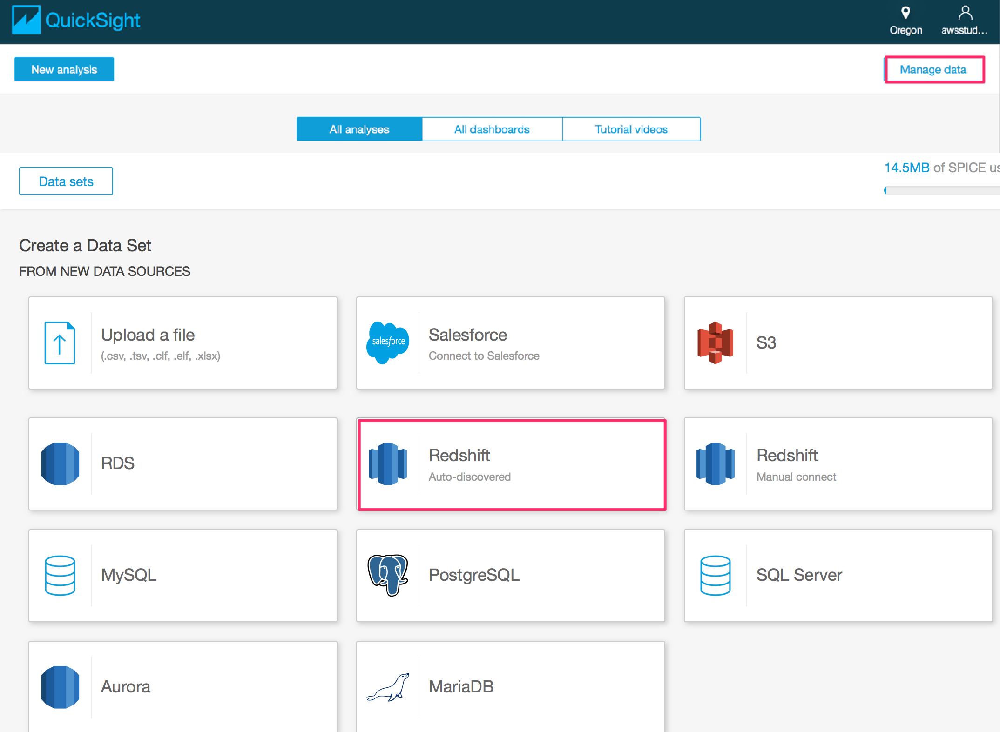 QuickSight
Oregon
awsstud...
New analysis
Manage data
All analyses
All dashboards
Tutorial videos
Data sets
14.5MB of SPICE us
Create a Data Set
FROM NEW DATA SOURCES
Upload a file
(.csv, .tsv, .clf, .elf, .xlsx)
salesforce
Salesforce
Connect to Salesforce
S3
RDS
Redshift
Auto-discovered
Redshift
Manual connect
MySQL
PostgreSQL
SQL Server
Aurora
MariaDB